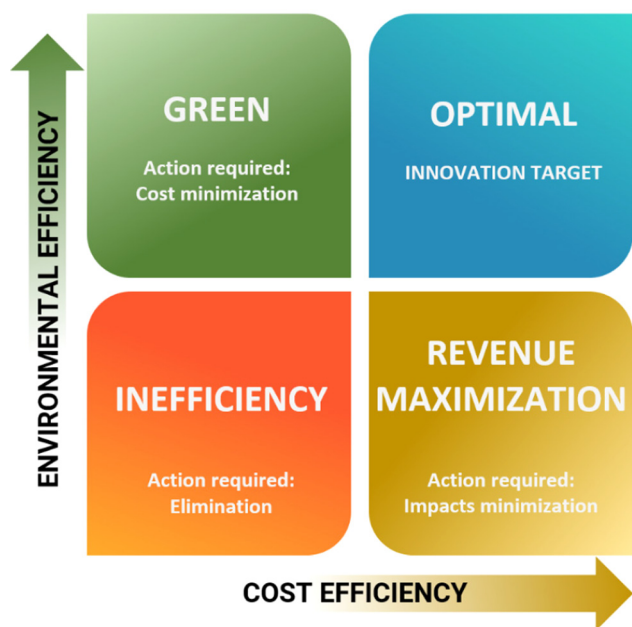 ENVIRONMENTAL EFFICIENCY
GREEN
Action required:
Cost minimization
OPTIMAL
INNOVATION TARGET
INEFFICIENCY
Action required:
Elimination
REVENUE
MAXIMIZATION
Action required:
Impacts minimization
COST EFFICIENCY